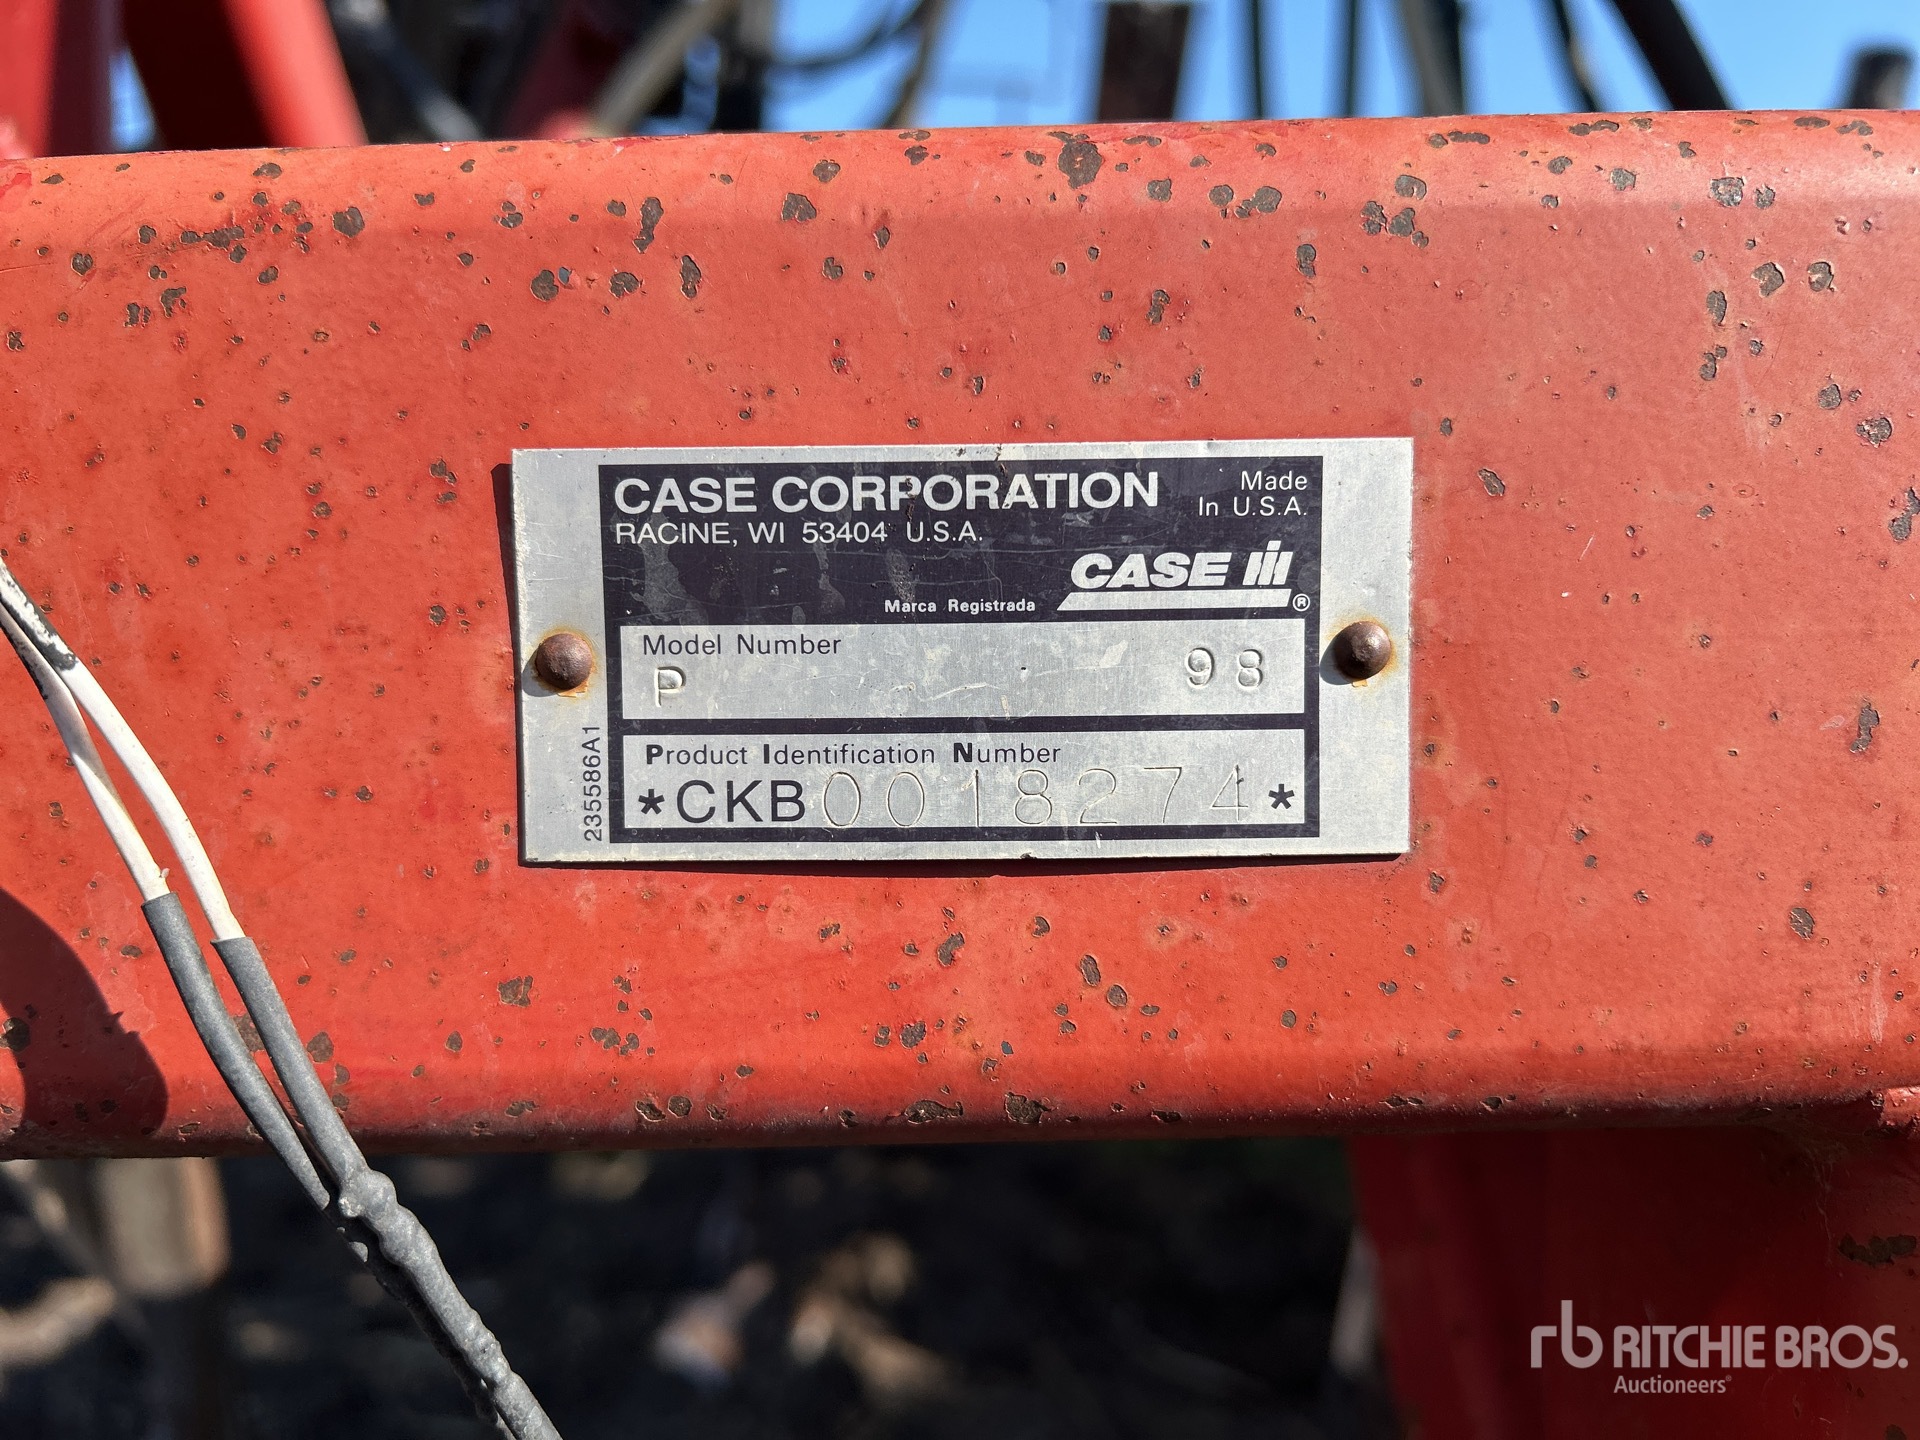 CASE CORPORATION
RACINE, WI 53404 U.S.A.
Made
In U.S.A.
CASE IH
®
Marca Registrada
Model Number
P 98
Product Identification Number
*CKB0018274*
235586A1
rb RITCHIE BROS.
Auctioneers®